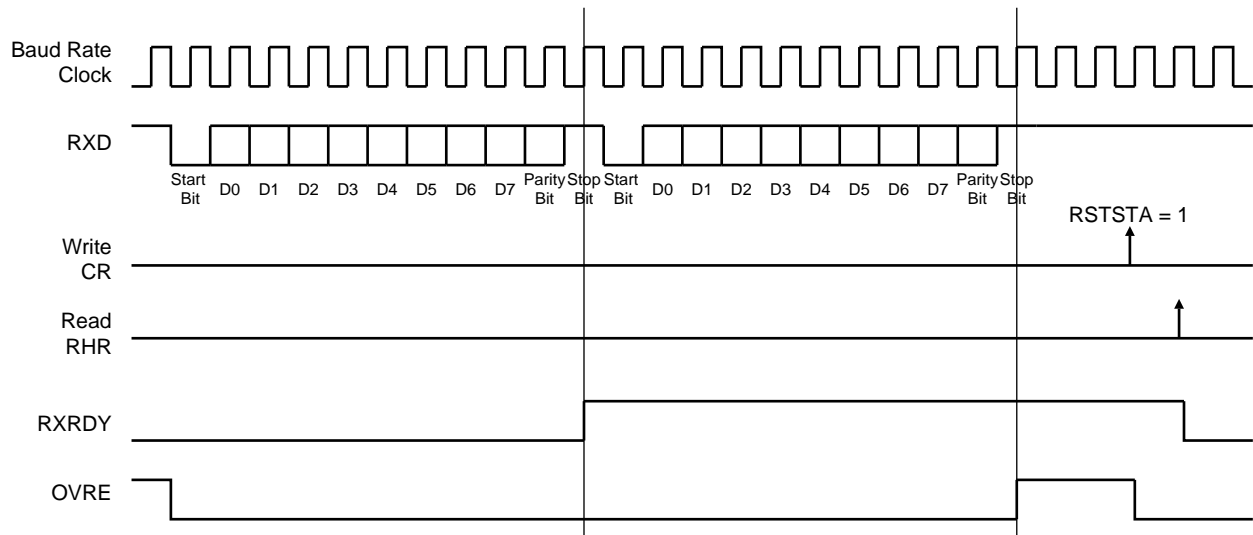 Baud Rate
Clock
RXD
Start
Bit
D0
D1
D2
D3
D4
D5
D6
D7
Parity
Bit
Stop
Bit
Start
Bit
D0
D1
D2
D3
D4
D5
D6
D7
Parity
Bit
Stop
Bit
RSTSTA = 1
Write
CR
Read
RHR
RXRDY
OVRE